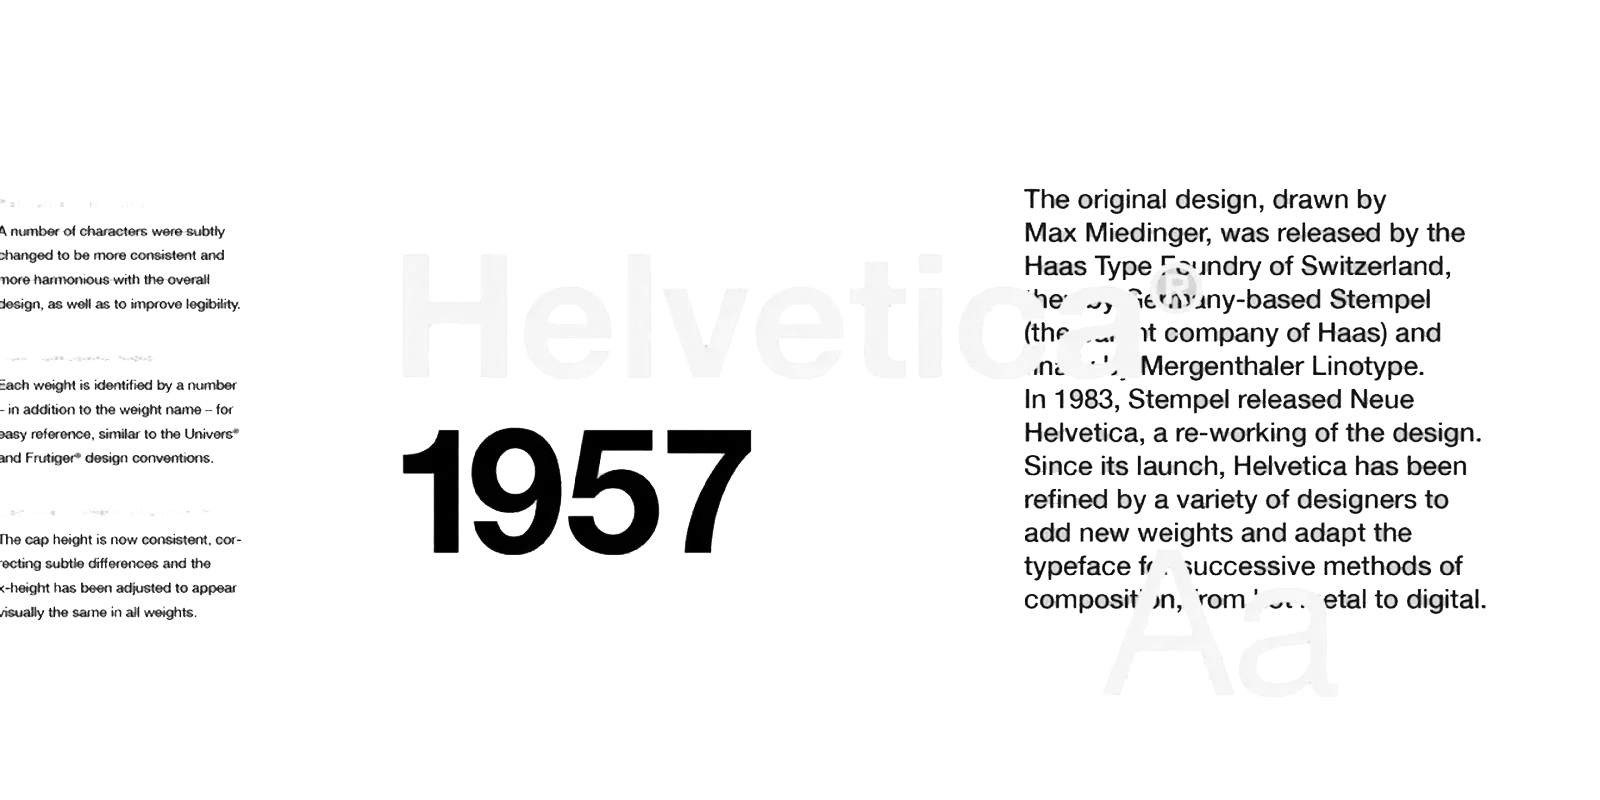 A number of characters were subtly
changed to be more consistent and
more harmonious with the overall
design, as well as to improve legibility.
Each weight is identified by a number
– in addition to the weight name – for
easy reference, similar to the Univers®
and Frutiger® design conventions.
The cap height is now consistent, cor-
recting subtle differences and the
x-height has been adjusted to appear
visually the same in all weights.
Helvetica®
1957
The original design, drawn by
Max Miedinger, was released by the
Haas Type Foundry of Switzerland,
then by Germany-based Stempel
(the parent company of Haas) and
Mergenthaler Linotype.
In 1983, Stempel released Neue
Helvetica, a re-working of the design.
Since its launch, Helvetica has been
refined by a variety of designers to
add new weights and adapt the
typeface for successive methods of
composition, from hot metal to digital.
Aa